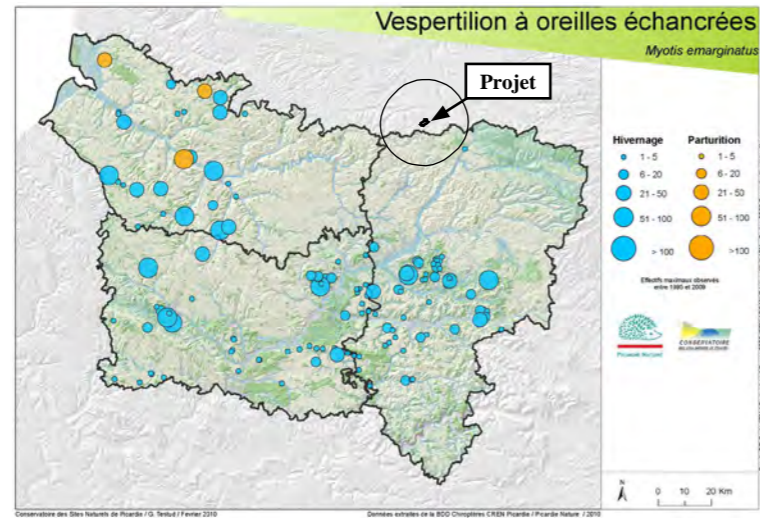 Vespertilion à oreilles échancrées
Myotis emarginatus
Projet
Hivernage Parturition
1 - 5 1 - 5
6 - 20 6 - 20
21 - 50 21 - 50
51 - 100 51 - 100
> 100 >100
Effectifs maximaux observés
entre 1980 et 2009
Picardie Nature
CONSERVATOIRE
N
0 10 20 Km
Conservatoire des Sites Naturels de Picardie / G. Testud / Fevrier 2010
Données extraites de la BDD Chiroptères CREN Picardie / Picardie Nature / 2010